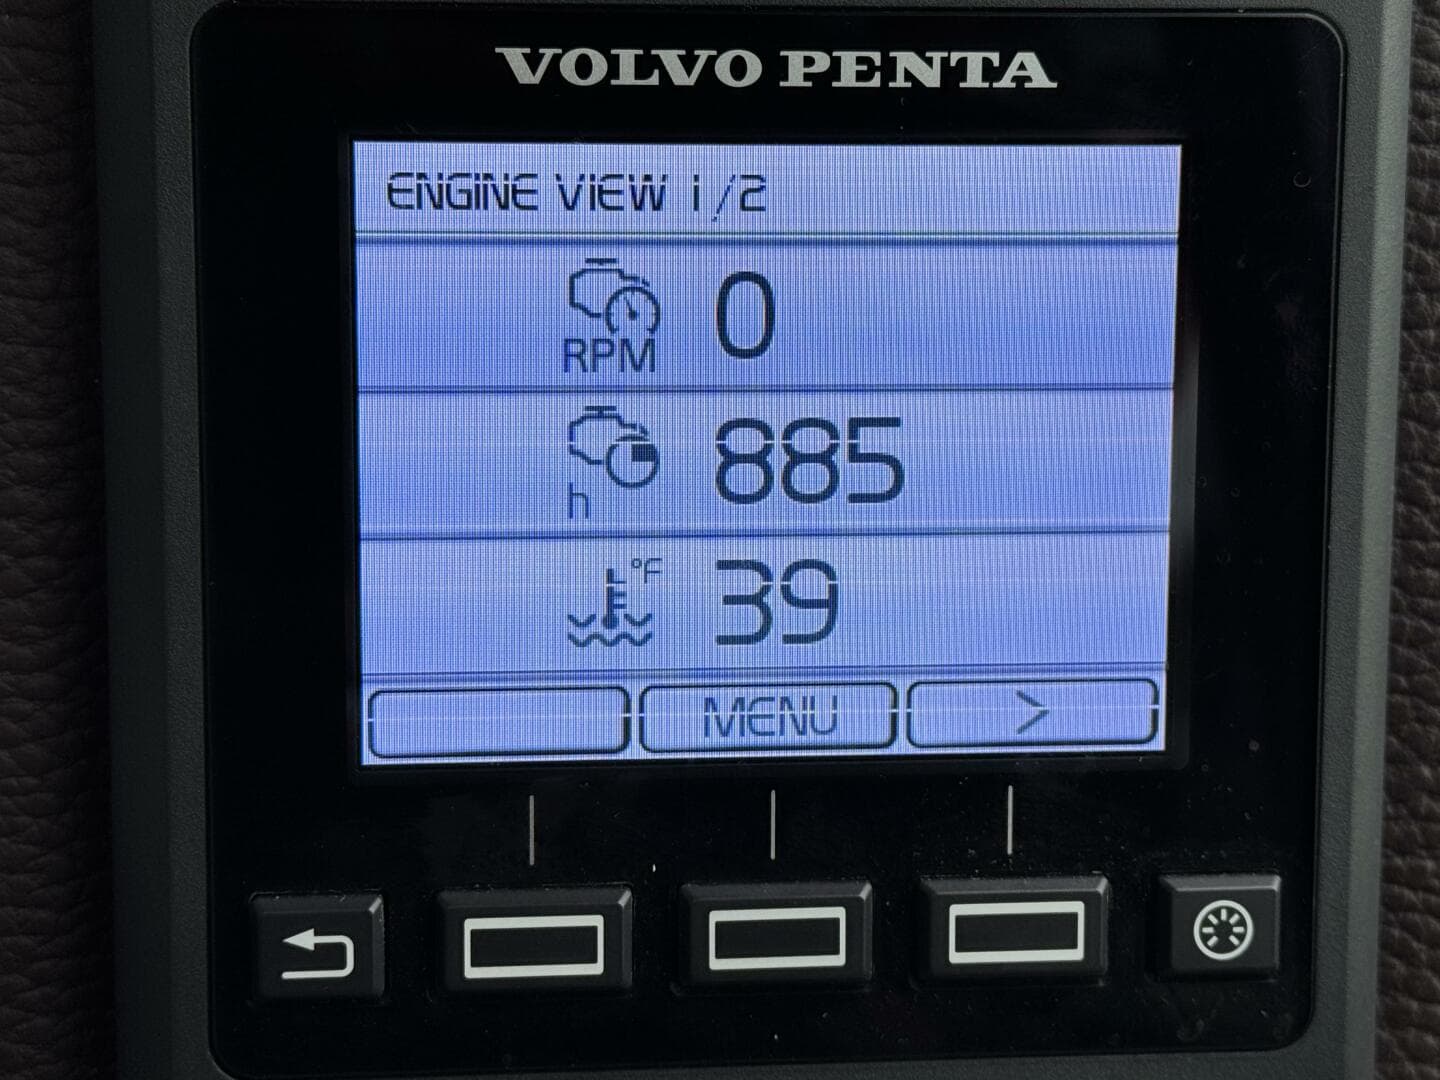 VOLVO PENTA
ENGINE VIEW 1/2
RPM 0
h 885
°F 39
MENU >